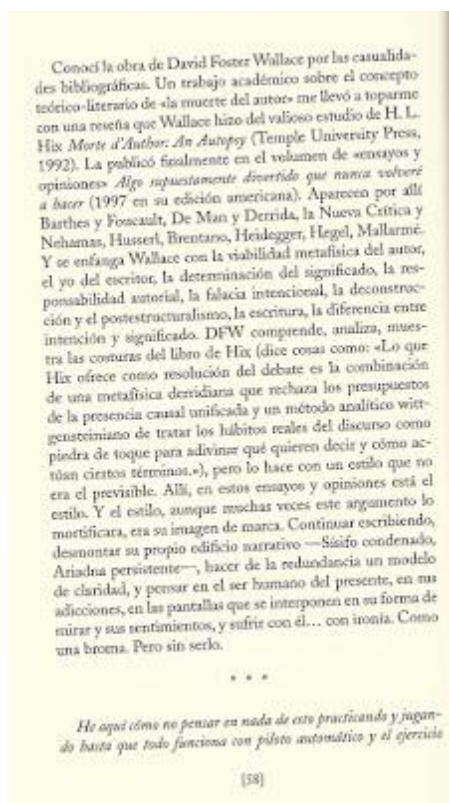 Conocí la obra de David Foster Wallace por las casualida-
des bibliográficas. Un trabajo académico sobre el concepto
teórico-literario de «la muerte del autor» me llevó a toparme
con una reseña que Wallace hizo del valioso estudio de H. L.
Hix Morte d'Author: An Autopsy (Temple University Press,
1992). La publicó finalmente en el volumen de «ensayos y
opiniones» Algo supuestamente divertido que nunca volveré
a hacer (1997 en su edición americana). Aparecen por allí
Barthes y Foucault, De Man y Derrida, la Nueva Crítica y
Nehamas, Husserl, Brentano, Heidegger, Hegel, Mallarmé.
Y se enfanga Wallace con la viabilidad metafísica del autor,
el yo del escritor, la determinación del significado, la res-
ponsabilidad autorial, la falacia intencional, la deconstruc-
ción y el postestructuralismo, la escritura, la diferencia entre
intención y significado. DFW comprende, analiza, mues-
tra las costuras del libro de Hix (dice cosas como: «Lo que
Hix ofrece como resolución del debate es la combinación
de una metafísica derridiana que rechaza los presupuestos
de la presencia causal unificada y un método analítico witt-
gensteiniano de tratar los hábitos reales del discurso como
piedra de toque para adivinar qué quieren decir y cómo ac-
túan ciertos términos.»), pero lo hace con un estilo que no
era el previsible. Allí, en estos ensayos y opiniones está el
estilo. Y el estilo, aunque muchas veces este argumento lo
mortificara, era su imagen de marca. Continuar escribiendo,
desmontar su propio edificio narrativo —Sísifo condenado,
Ariadna persistente—, hacer de la redundancia un modelo
de claridad, y pensar en el ser humano del presente, en sus
adicciones, en las pantallas que se interponen en su forma de
mirar y sus sentimientos, y sufrir con él... con ironía. Como
una broma. Pero sin serlo.
* * *
He aquí cómo no pensar en nada de esto practicando y jugan-
do hasta que todo funciona con piloto automático y el ejercicio
[58]